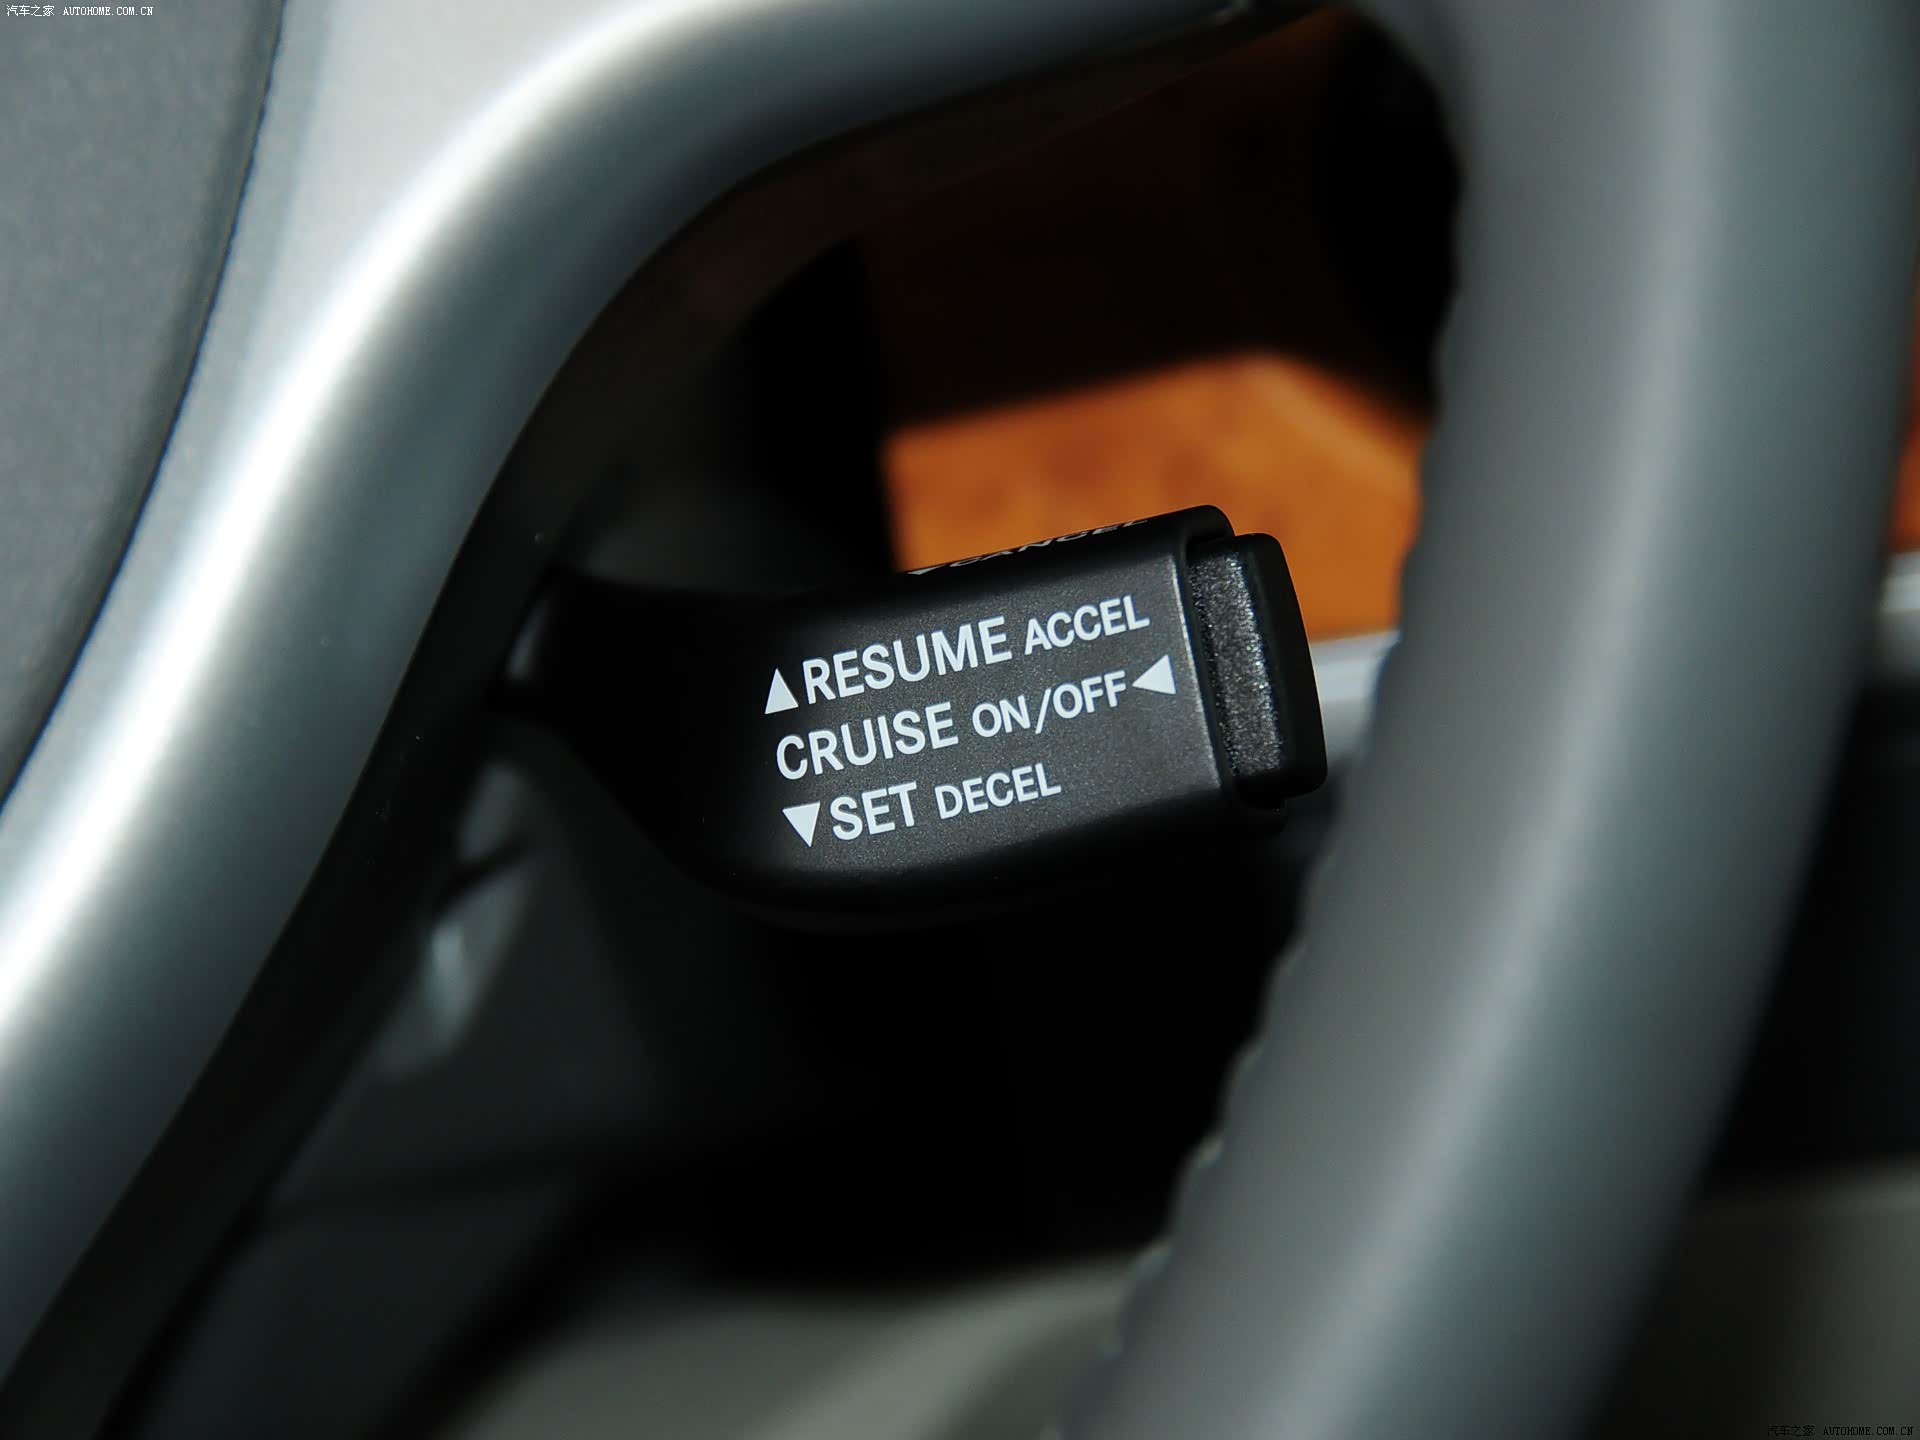 汽车之家 AUTOHOME.COM.CN
▼CANCEL
▲RESUME ACCEL
CRUISE ON/OFF◀
▼SET DECEL
汽车之家 AUTOHOME.COM.CN